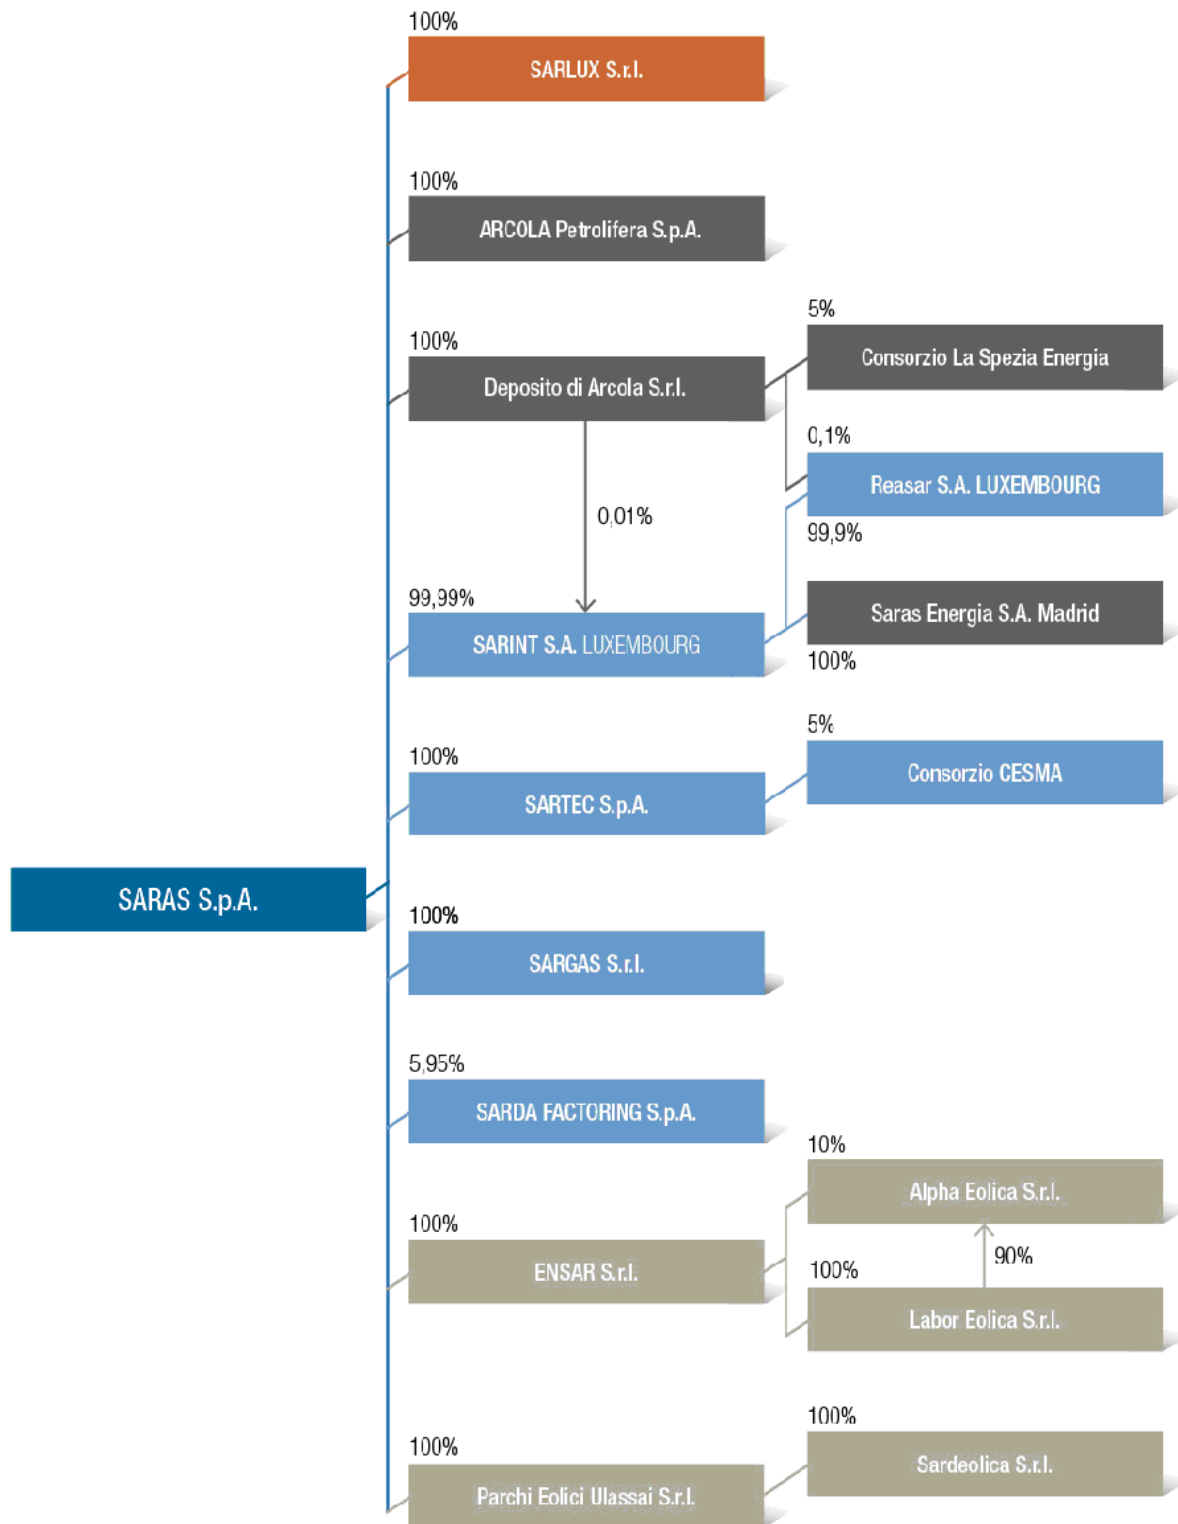 100%
SARLUX S.r.l.
100%
ARCOLA Petrolifera S.p.A.
5%
Consorzio La Spezia Energia
100%
Deposito di Arcola S.r.l.
0,1%
Reasar S.A. LUXEMBOURG
99,9%
0,01%
99,99%
SARINT S.A. LUXEMBOURG
Saras Energia S.A. Madrid
100%
5%
Consorzio CESMA
100%
SARTEC S.p.A.
SARAS S.p.A.
100%
SARGAS S.r.l.
5,95%
SARDA FACTORING S.p.A.
10%
Alpha Eolica S.r.l.
100%
ENSAR S.r.l.
90%
100%
Labor Eolica S.r.l.
100%
Sardeolica S.r.l.
100%
Parchi Eolici Ulassai S.r.l.